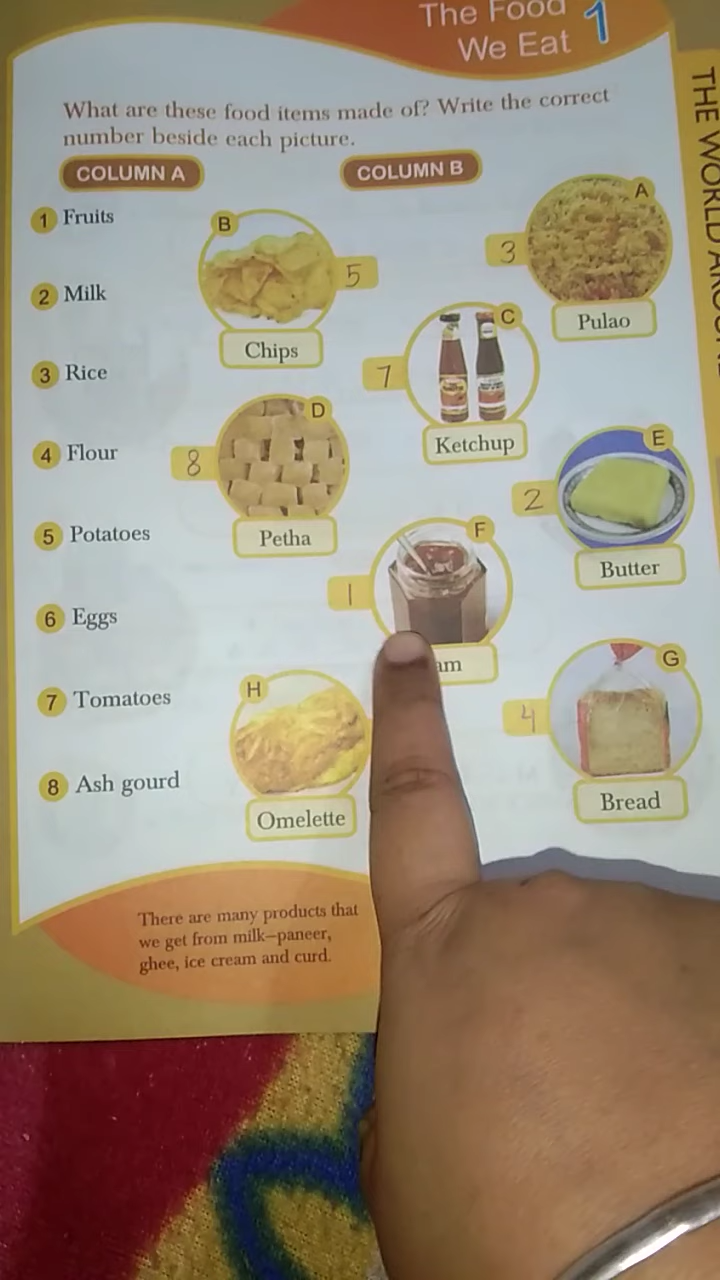 The Food 1
We Eat
What are these food items made of? Write the correct
number beside each picture.
COLUMN A
COLUMN B
1 Fruits
2 Milk
3 Rice
4 Flour
5 Potatoes
6 Eggs
7 Tomatoes
8 Ash gourd
A
3
Pulao
B
5
Chips
C
7
Ketchup
D
8
Petha
E
2
Butter
F
1
am
G
4
Bread
H
Omelette
There are many products that
we get from milk–paneer,
ghee, ice cream and curd.
THE WORLD